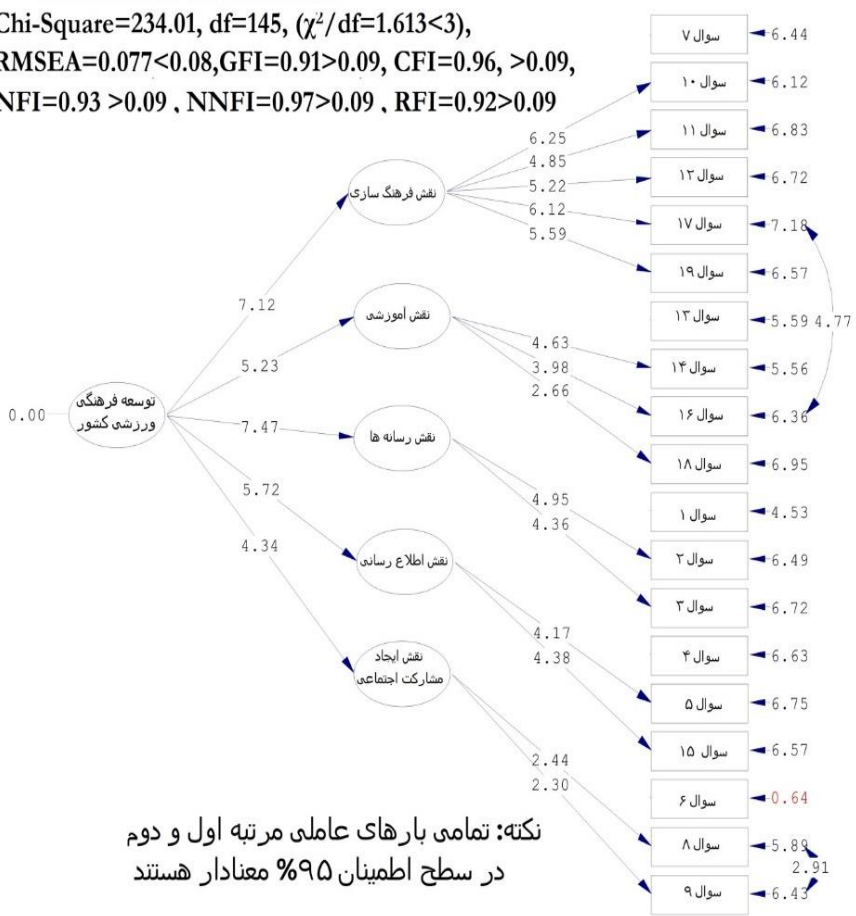 Chi-Square=234.01, df=145, (χ²/df=1.613<3),
RMSEA=0.077<0.08,GFI=0.91>0.09, CFI=0.96, >0.09,
NFI=0.93 >0.09 , NNFI=0.97>0.09 , RFI=0.92>0.09
0.00
توسعه فرهنگی
ورزشی کشور
7.12
5.23
7.47
5.72
4.34
نقش فرهنگ سازی
نقش آموزشی
نقش رسانه ها
نقش اطلاع رسانی
نقش ایجاد
مشارکت اجتماعی
6.25
4.85
5.22
6.12
5.59
4.63
3.98
2.66
4.95
4.36
4.17
4.38
2.44
2.30
سوال ۷ 6.44
سوال ۱۰ 6.12
سوال ۱۱ 6.83
سوال ۱۲ 6.72
سوال ۱۷ 7.18
سوال ۱۹ 6.57
سوال ۱۳ 5.59
4.77
سوال ۱۴ 5.56
سوال ۱۶ 6.36
سوال ۱۸ 6.95
سوال ۱ 4.53
سوال ۲ 6.49
سوال ۳ 6.72
سوال ۴ 6.63
سوال ۵ 6.75
سوال ۱۵ 6.57
سوال ۶ 0.64
سوال ۸ 5.89
2.91
سوال ۹ 6.43
نکته: تمامی بارهای عاملی مرتبه اول و دوم
در سطح اطمینان ۹۵% معنادار هستند